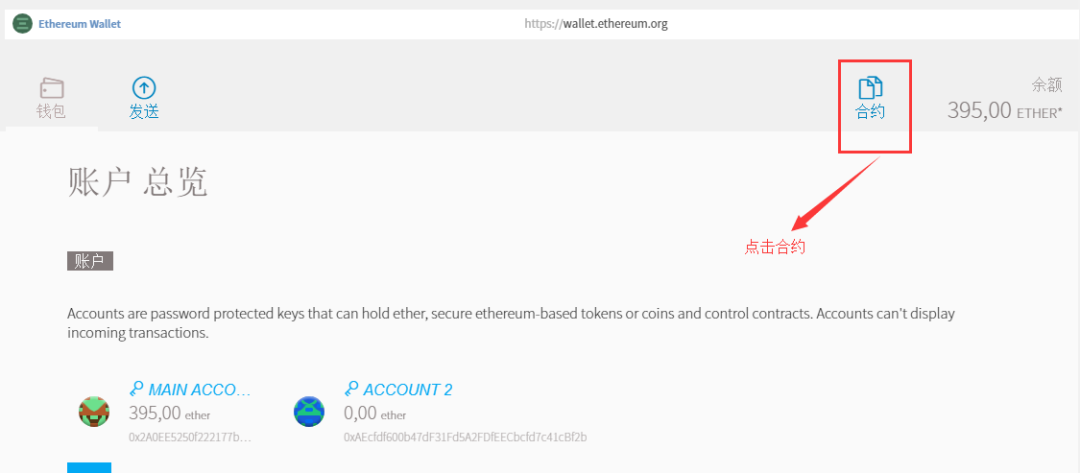 Ethereum Wallet
https://wallet.ethereum.org
钱包
发送
合约
余额
395,00 ETHER*
账户 总览
点击合约
账户
Accounts are password protected keys that can hold ether, secure ethereum-based tokens or coins and control contracts. Accounts can't display
incoming transactions.
MAIN ACCO...
395,00 ether
0x2A0EE5250f222177b...
ACCOUNT 2
0,00 ether
0xAEcfdf600b47dF31Fd5A2FDfEECbcfd7c41cBf2b